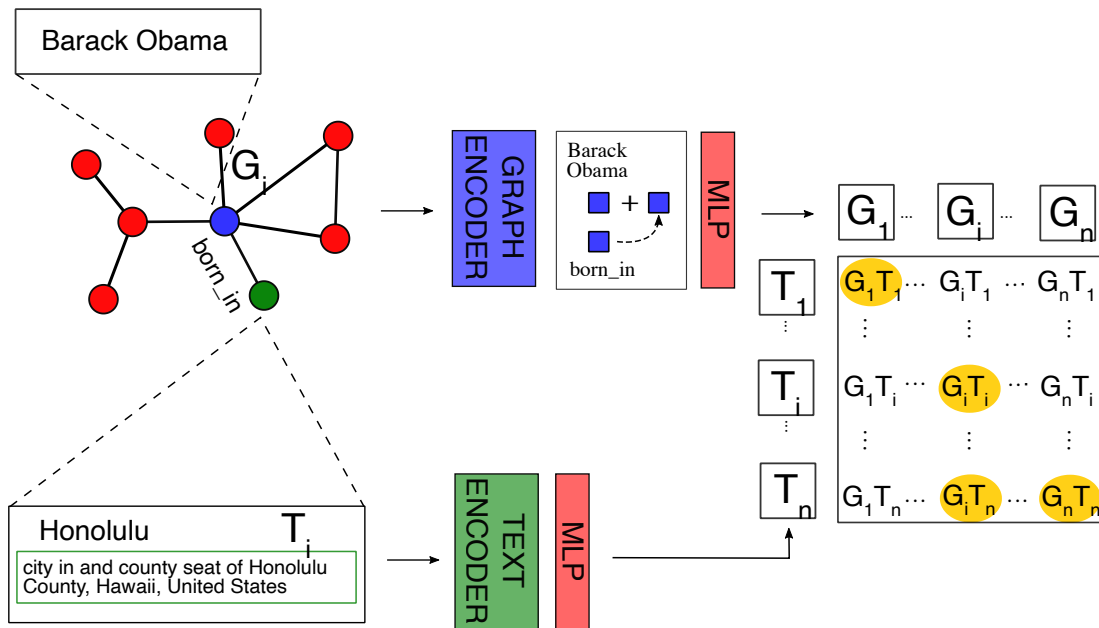 Barack Obama
G_i
born_in
GRAPH
ENCODER
Barack
Obama
+
born_in
MLP
G_1 ... G_i ... G_n
T_1
⋮
T_i
⋮
T_n
G_1T_1 ... G_iT_1 ... G_nT_1
⋮ ⋮ ⋮
G_1T_i ... G_iT_i ... G_nT_i
⋮ ⋮ ⋮
G_1T_n ... G_iT_n ... G_nT_n
Honolulu T_i
city in and county seat of Honolulu
County, Hawaii, United States
TEXT
ENCODER
MLP